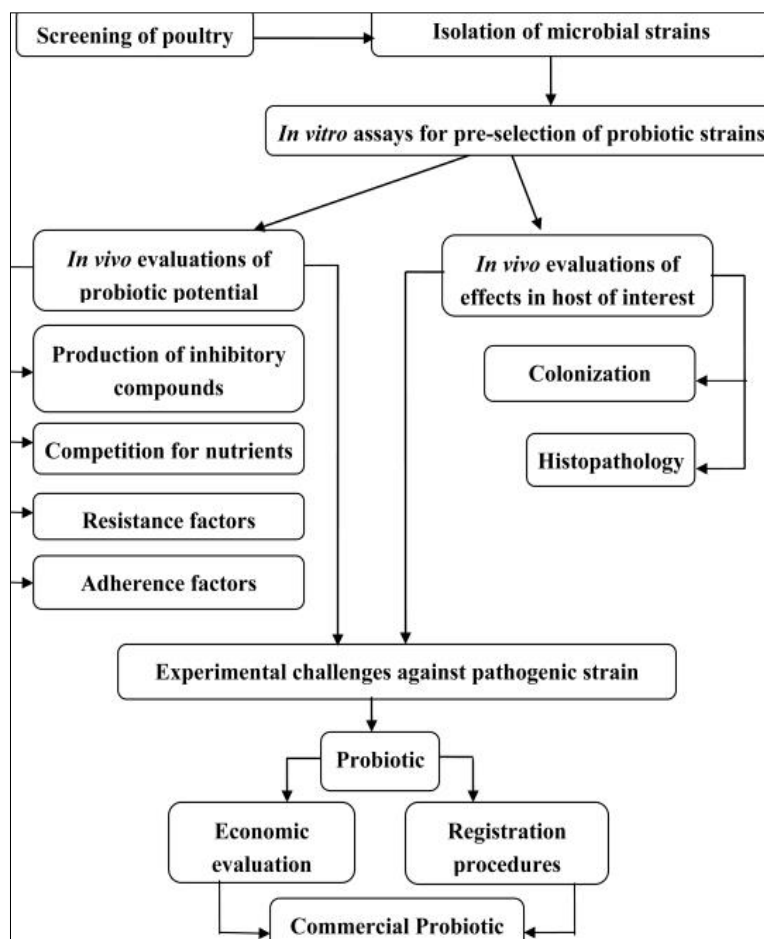 Screening of poultry
Isolation of microbial strains
In vitro assays for pre-selection of probiotic strains
In vivo evaluations of
probiotic potential
In vivo evaluations of
effects in host of interest
Production of inhibitory
compounds
Colonization
Competition for nutrients
Histopathology
Resistance factors
Adherence factors
Experimental challenges against pathogenic strain
Probiotic
Economic
evaluation
Registration
procedures
Commercial Probiotic